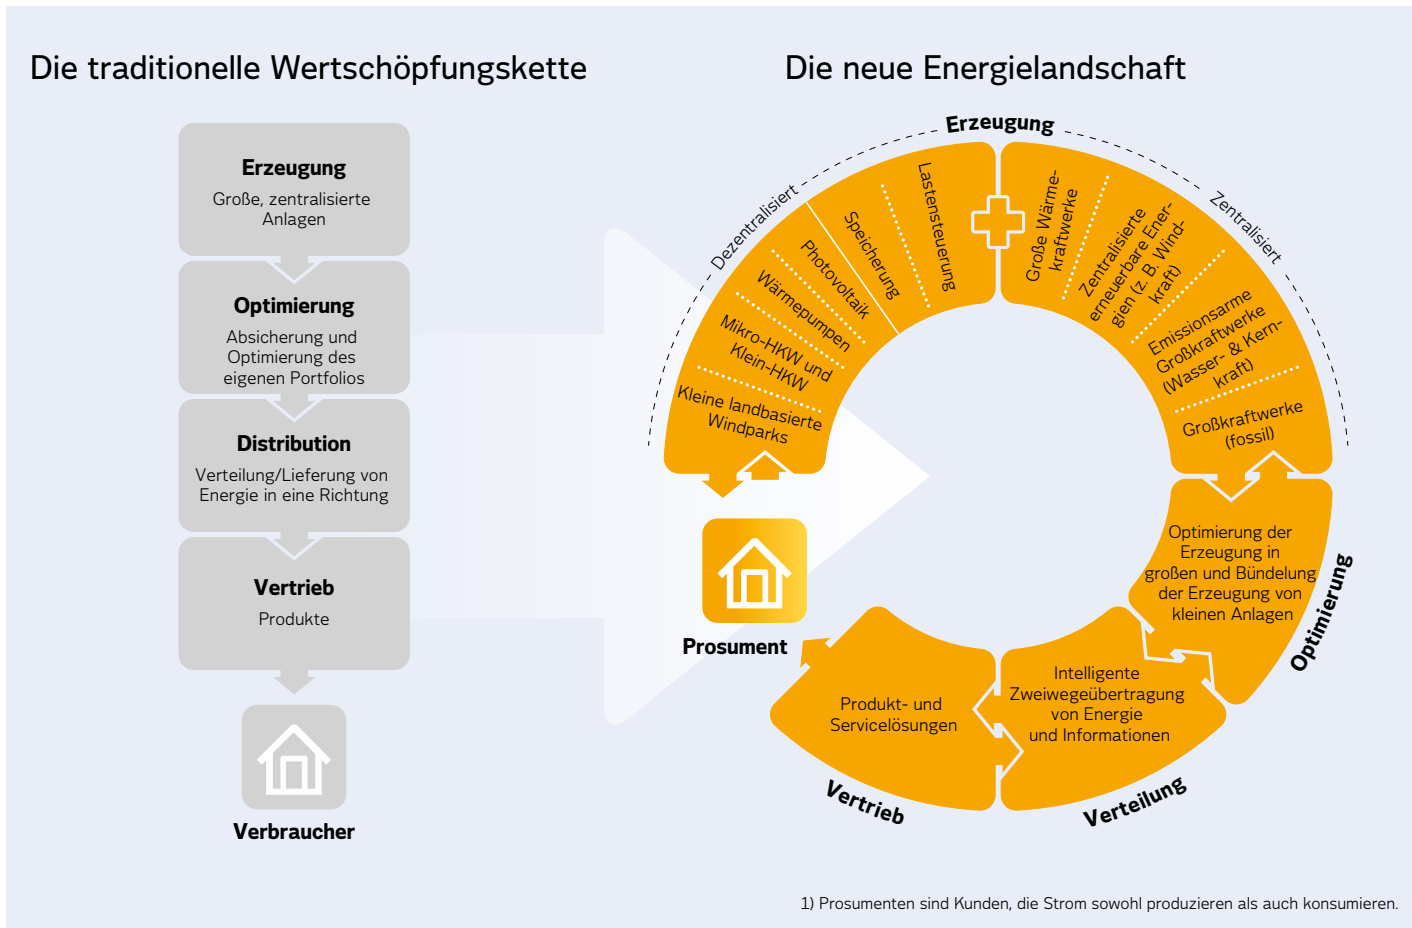 Die traditionelle Wertschöpfungskette
Erzeugung
Große, zentralisierte
Anlagen
Optimierung
Absicherung und
Optimierung des
eigenen Portfolios
Distribution
Verteilung/Lieferung von
Energie in eine Richtung
Vertrieb
Produkte
Verbraucher
Die neue Energielandschaft
Erzeugung
Dezentralisiert
Zentralisiert
Kleine landbasierte
Windparks
Mikro-HKW und
Klein-HKW
Wärmepumpen
Photovoltaik
Speicherung
Lastensteuerung
Große Wärme-
kraftwerke
Zentralisierte
erneuerbare Ener-
gien (z. B. Wind-
kraft)
Emissionsarme
Großkraftwerke
(Wasser- & Kern-
kraft)
Großkraftwerke
(fossil)
Optimierung der
Erzeugung in
großen und Bündelung
der Erzeugung von
kleinen Anlagen
Optimierung
Intelligente
Zweiwegeübertragung
von Energie
und Informationen
Verteilung
Produkt- und
Servicelösungen
Vertrieb
Prosument
1) Prosumenten sind Kunden, die Strom sowohl produzieren als auch konsumieren.